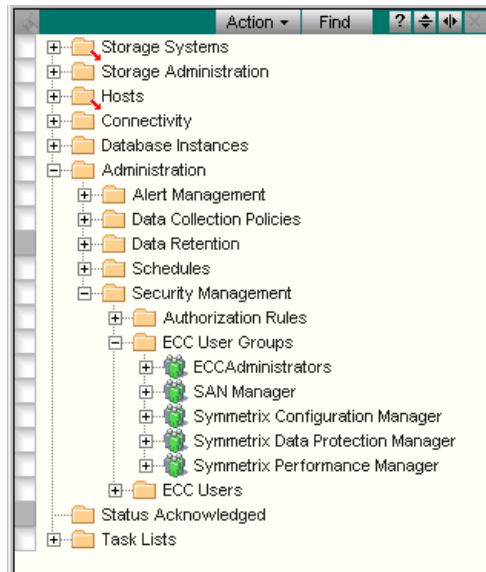 Action Find ?
Storage Systems
Storage Administration
Hosts
Connectivity
Database Instances
Administration
Alert Management
Data Collection Policies
Data Retention
Schedules
Security Management
Authorization Rules
ECC User Groups
ECCAdministrators
SAN Manager
Symmetrix Configuration Manager
Symmetrix Data Protection Manager
Symmetrix Performance Manager
ECC Users
Status Acknowledged
Task Lists